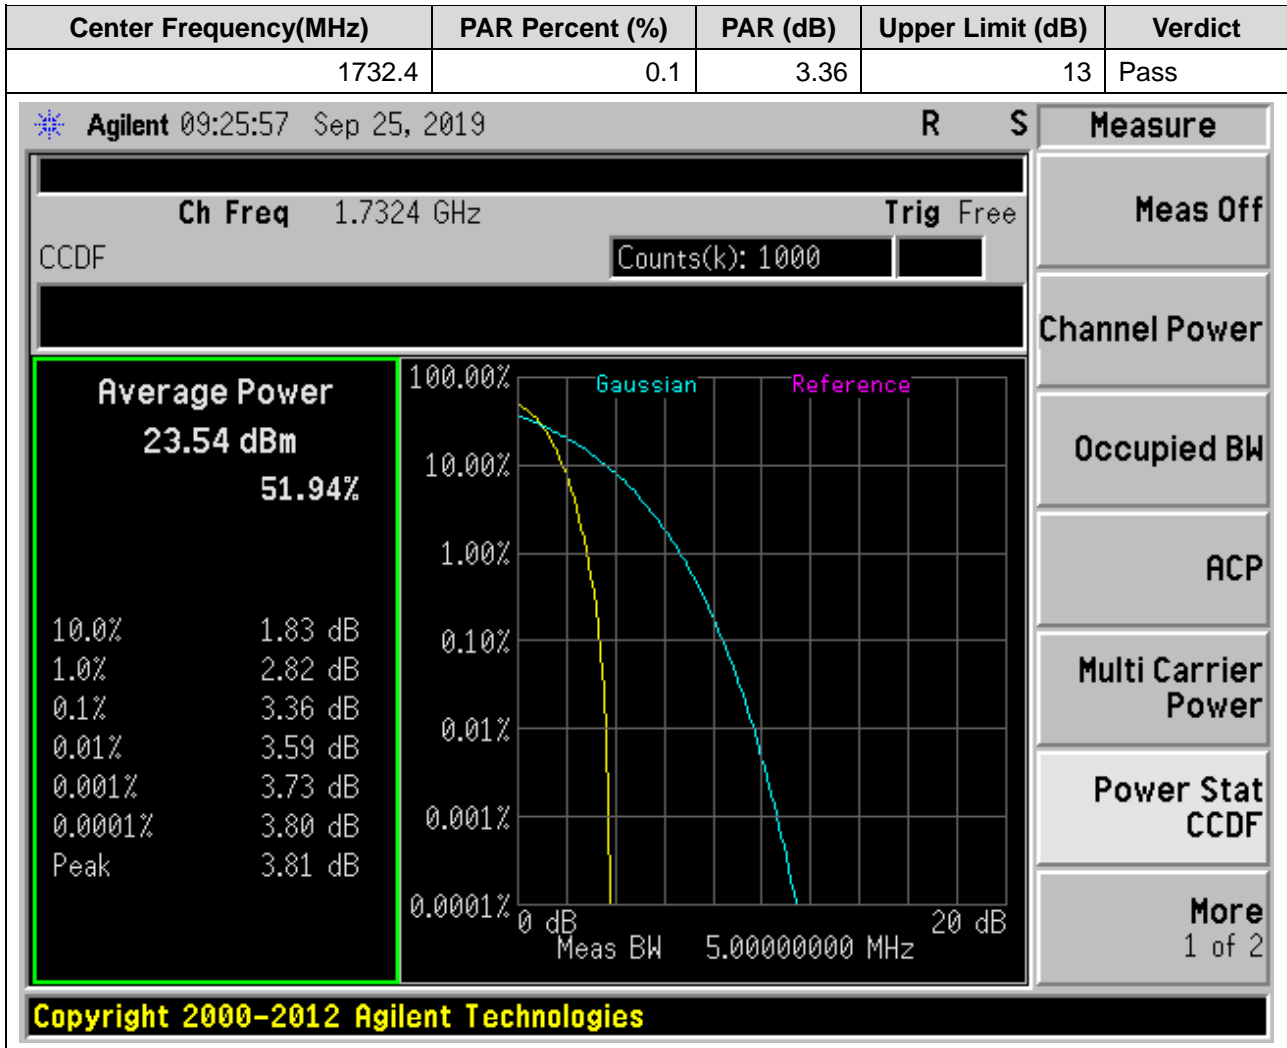 Center Frequency(MHz) PAR Percent (%) PAR (dB) Upper Limit (dB) Verdict
1732.4 0.1 3.36 13 Pass
Agilent 09:25:57 Sep 25, 2019 R S
Measure
Ch Freq 1.7324 GHz Trig Free
CCDF Counts(k): 1000
Meas Off
Channel Power
Occupied BW
ACP
Multi Carrier
Power
Power Stat
CCDF
More
1 of 2
Average Power
23.54 dBm
51.94%
10.0% 1.83 dB
1.0% 2.82 dB
0.1% 3.36 dB
0.01% 3.59 dB
0.001% 3.73 dB
0.0001% 3.80 dB
Peak 3.81 dB
Gaussian Reference
100.00%
10.00%
1.00%
0.10%
0.01%
0.001%
0.0001%
0 dB 20 dB
Meas BW 5.00000000 MHz
Copyright 2000-2012 Agilent Technologies